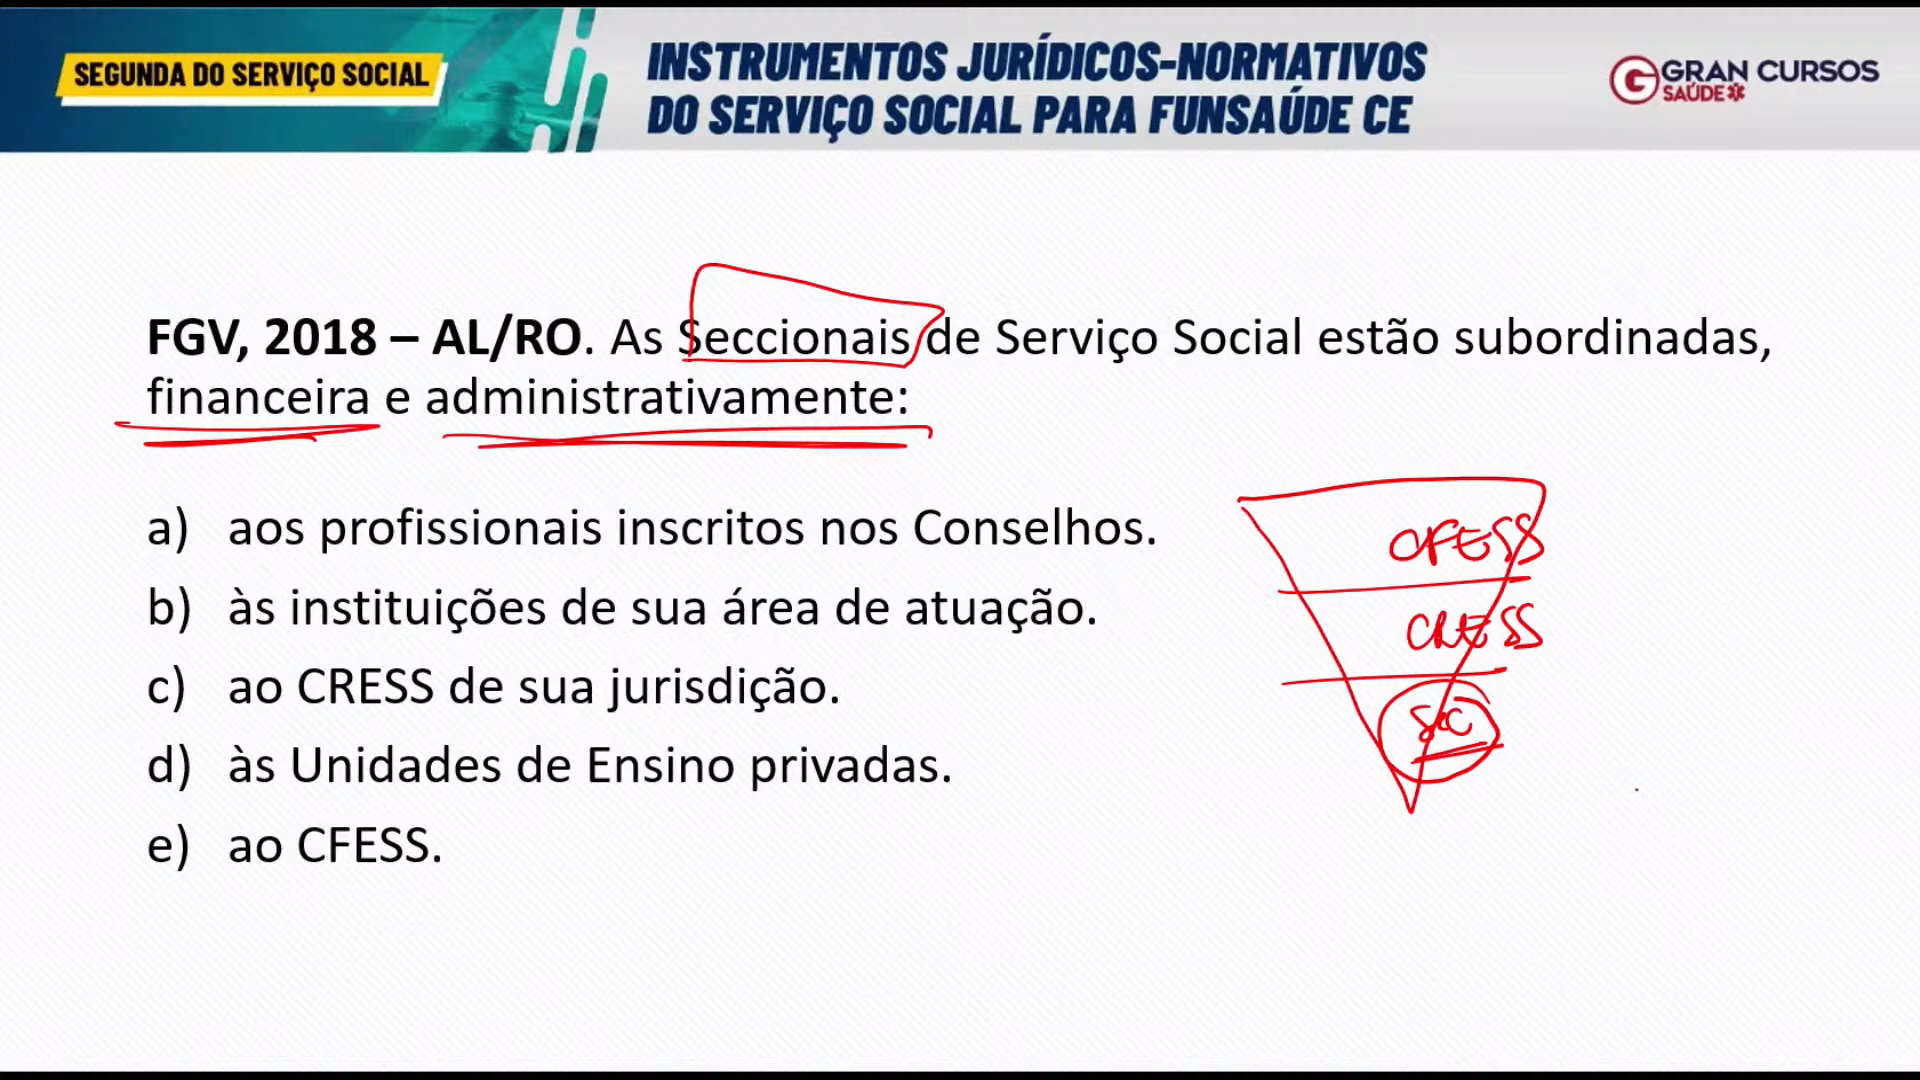 SEGUNDA DO SERVIÇO SOCIAL
INSTRUMENTOS JURÍDICOS-NORMATIVOS
DO SERVIÇO SOCIAL PARA FUNSAÚDE CE
GRAN CURSOS
SAÚDE
FGV, 2018 – AL/RO. As Seccionais de Serviço Social estão subordinadas,
financeira e administrativamente:
a) aos profissionais inscritos nos Conselhos.
b) às instituições de sua área de atuação.
c) ao CRESS de sua jurisdição.
d) às Unidades de Ensino privadas.
e) ao CFESS.
CFESS
CRESS
SEC